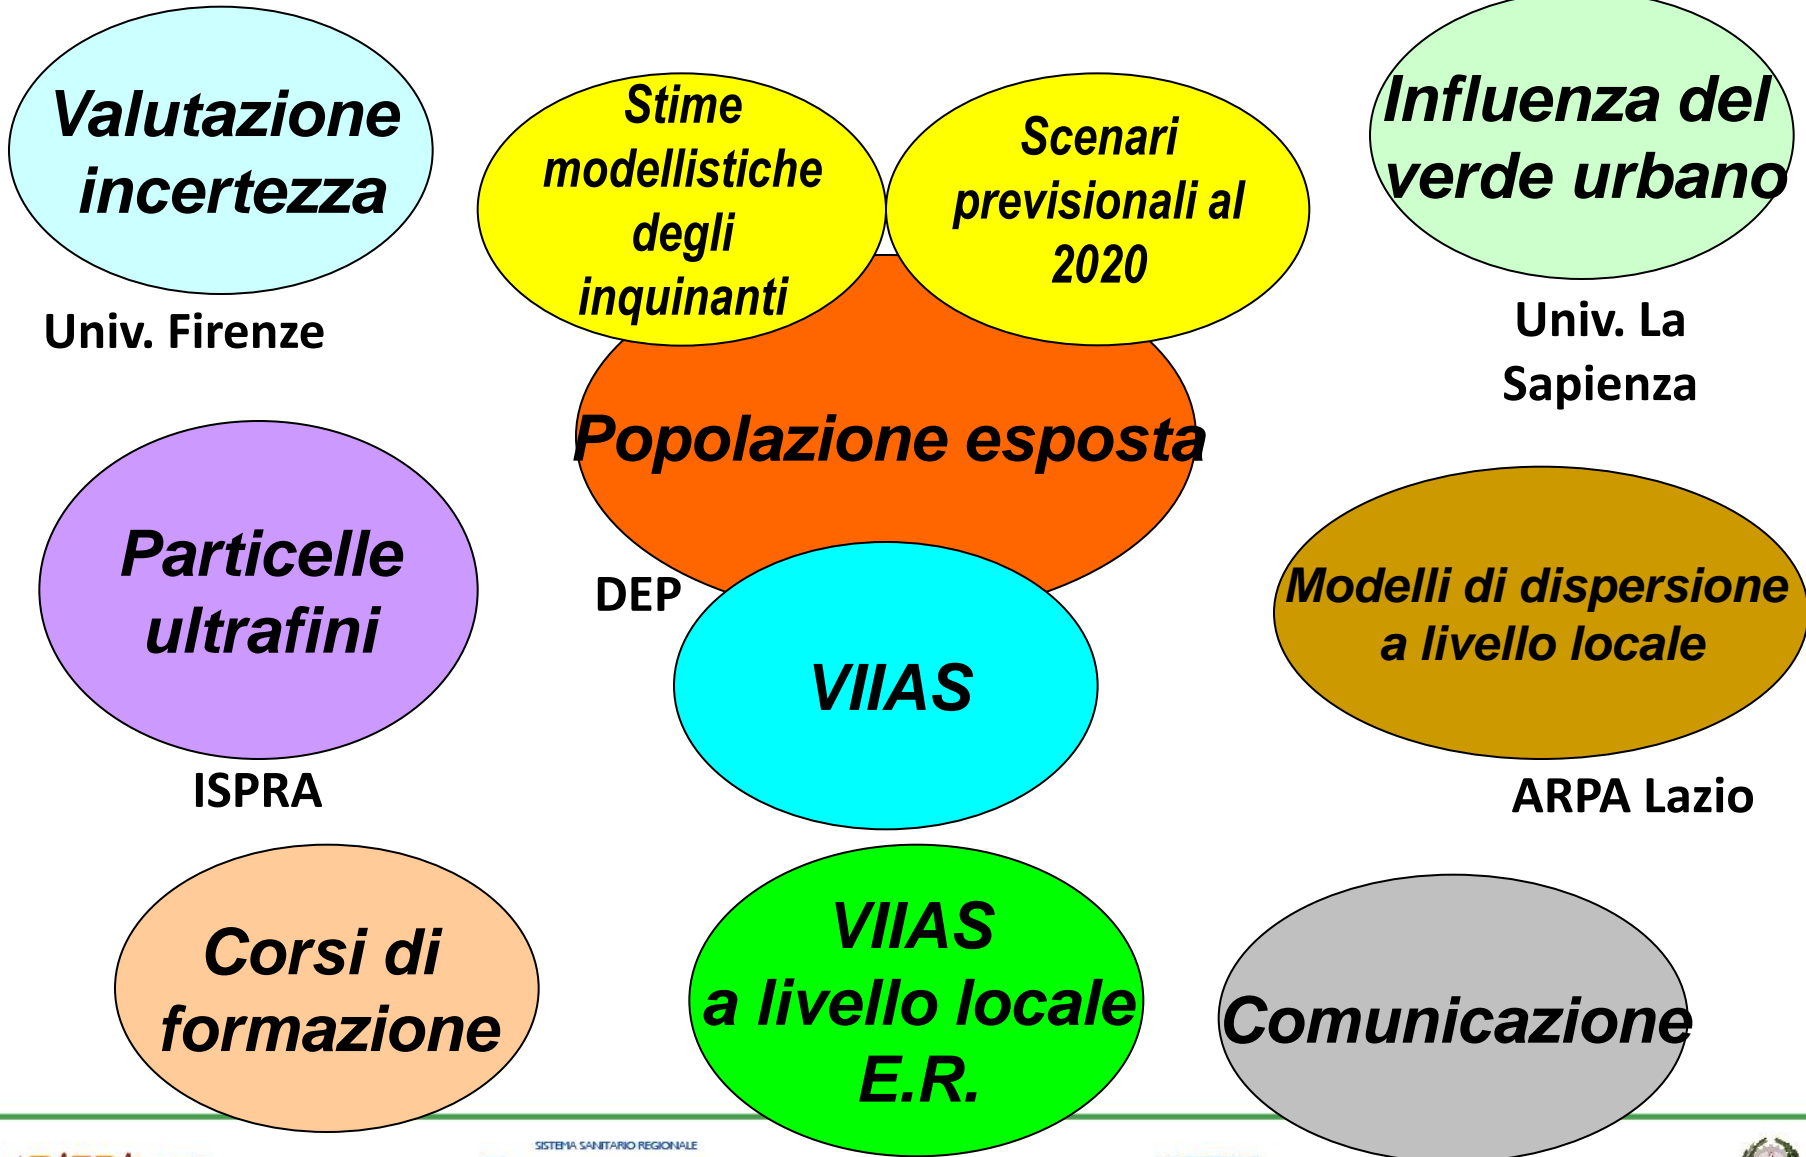 Valutazione
incertezza
Univ. Firenze
Stime
modellistiche
degli
inquinanti
Scenari
previsionali al
2020
Influenza del
verde urbano
Univ. La
Sapienza
Popolazione esposta
DEP
Particelle
ultrafini
ISPRA
VIIAS
Modelli di dispersione
a livello locale
ARPA Lazio
Corsi di
formazione
VIIAS
a livello locale
E.R.
Comunicazione
SISTEMA SANITARIO REGIONALE